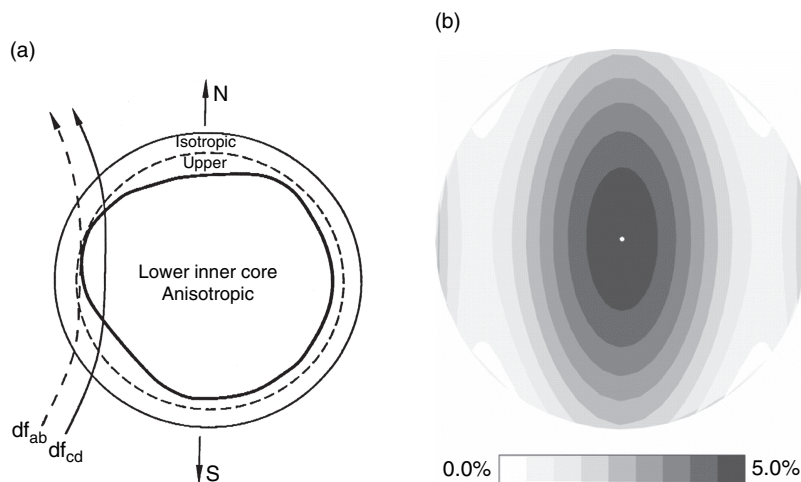 (a)
N
Isotropic
Upper
Lower inner core
Anisotropic
df_ab
df_cd
S
(b)
0.0%
5.0%